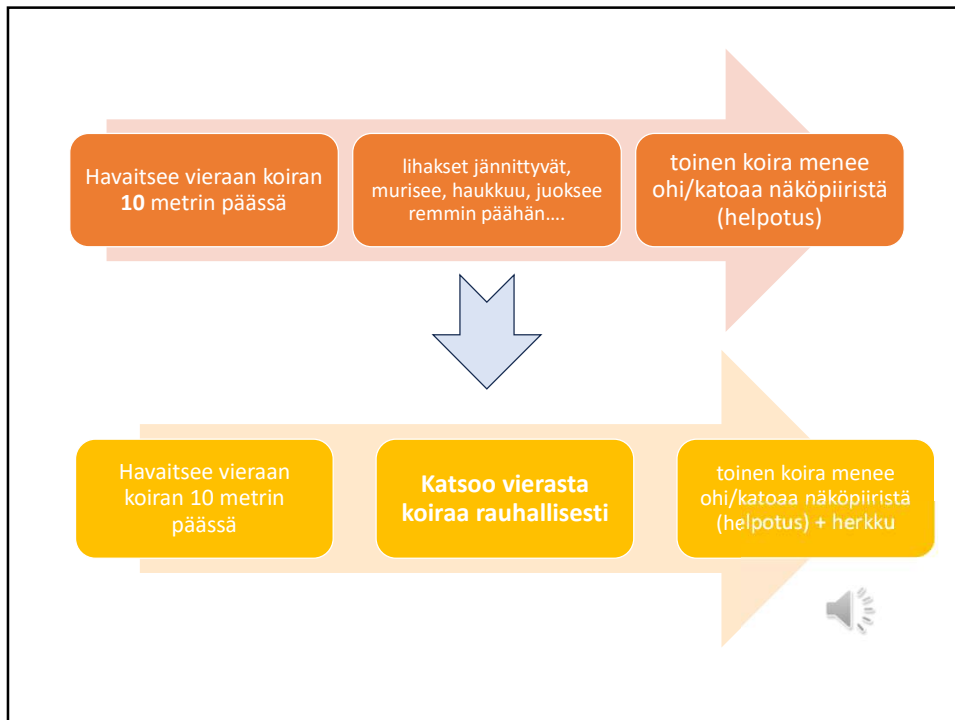 Havaitsee vieraan koiran
10 metrin päässä
lihakset jännittyvät,
murisee, haukkuu, juoksee
remmin päähän....
toinen koira menee
ohi/katoaa näköpiiristä
(helpotus)
Havaitsee vieraan
koiran 10 metrin
päässä
Katsoo vierasta
koiraa rauhallisesti
toinen koira menee
ohi/katoaa näköpiiristä
(helpotus) + herkku